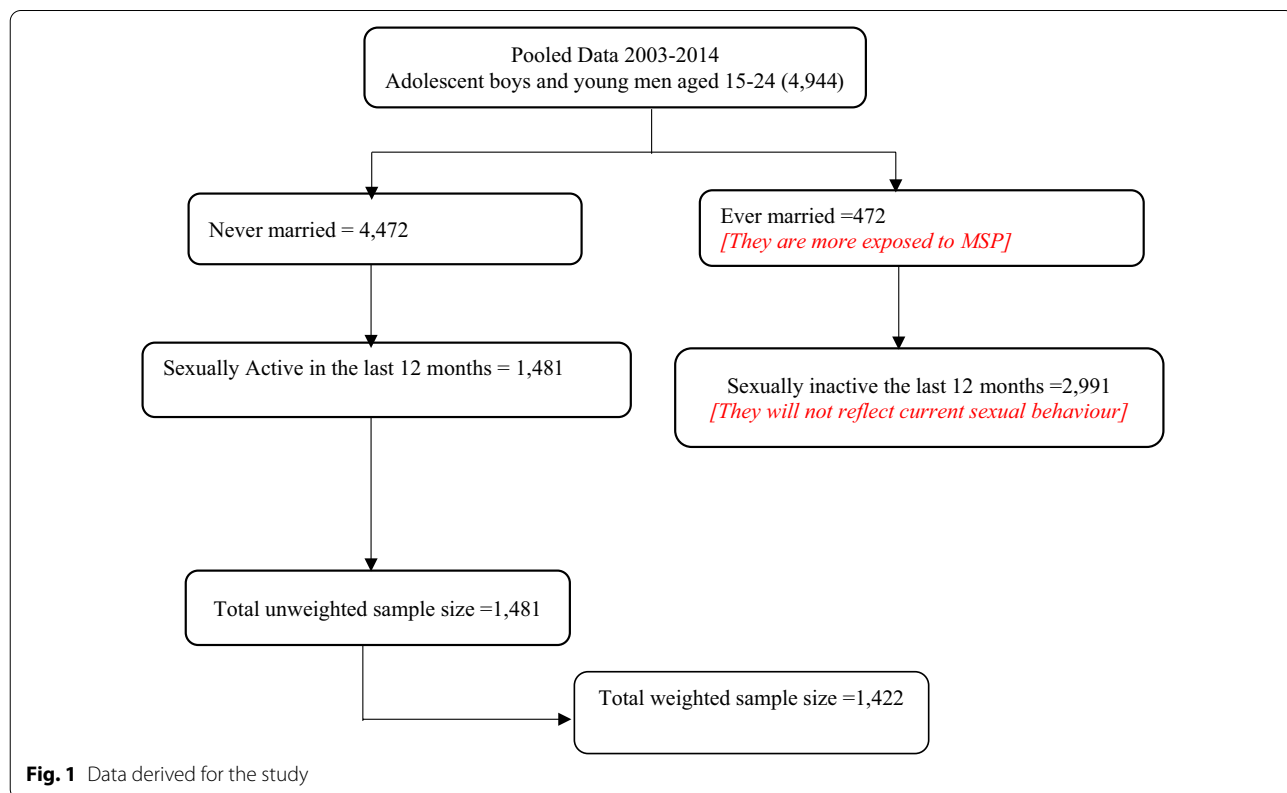 Pooled Data 2003-2014
Adolescent boys and young men aged 15-24 (4,944)
Never married = 4,472
Ever married =472
[They are more exposed to MSP]
Sexually Active in the last 12 months = 1,481
Sexually inactive the last 12 months =2,991
[They will not reflect current sexual behaviour]
Total unweighted sample size =1,481
Total weighted sample size =1,422
Fig. 1 Data derived for the study